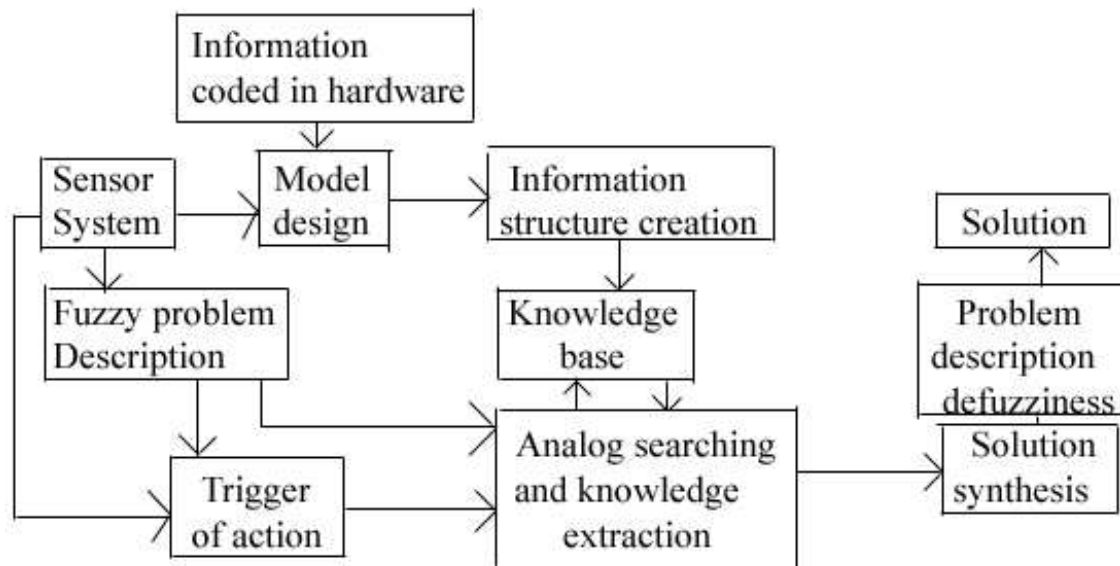 Information
coded in hardware
Sensor
System
Model
design
Information
structure creation
Solution
Fuzzy problem
Description
Knowledge
base
Problem
description
defuzziness
Trigger
of action
Analog searching
and knowledge
extraction
Solution
synthesis